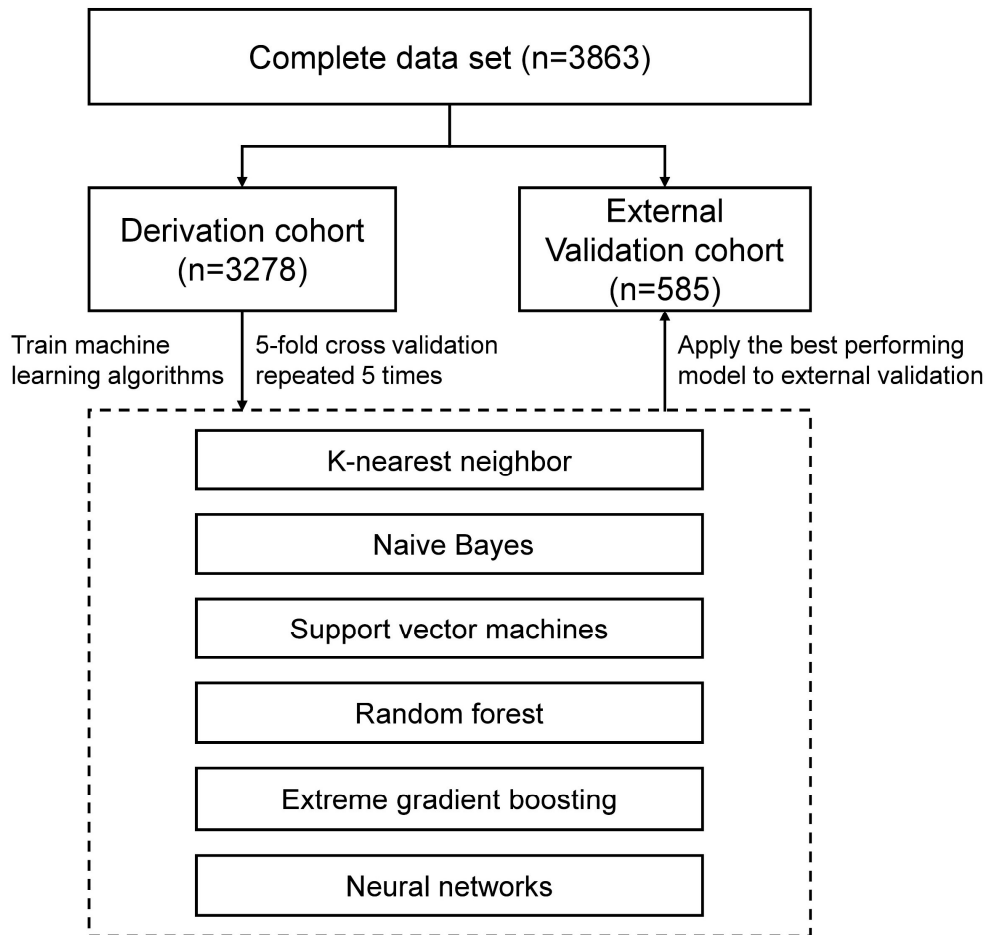 Complete data set (n=3863)
Derivation cohort
(n=3278)
External
Validation cohort
(n=585)
Train machine
learning algorithms
5-fold cross validation
repeated 5 times
Apply the best performing
model to external validation
K-nearest neighbor
Naive Bayes
Support vector machines
Random forest
Extreme gradient boosting
Neural networks